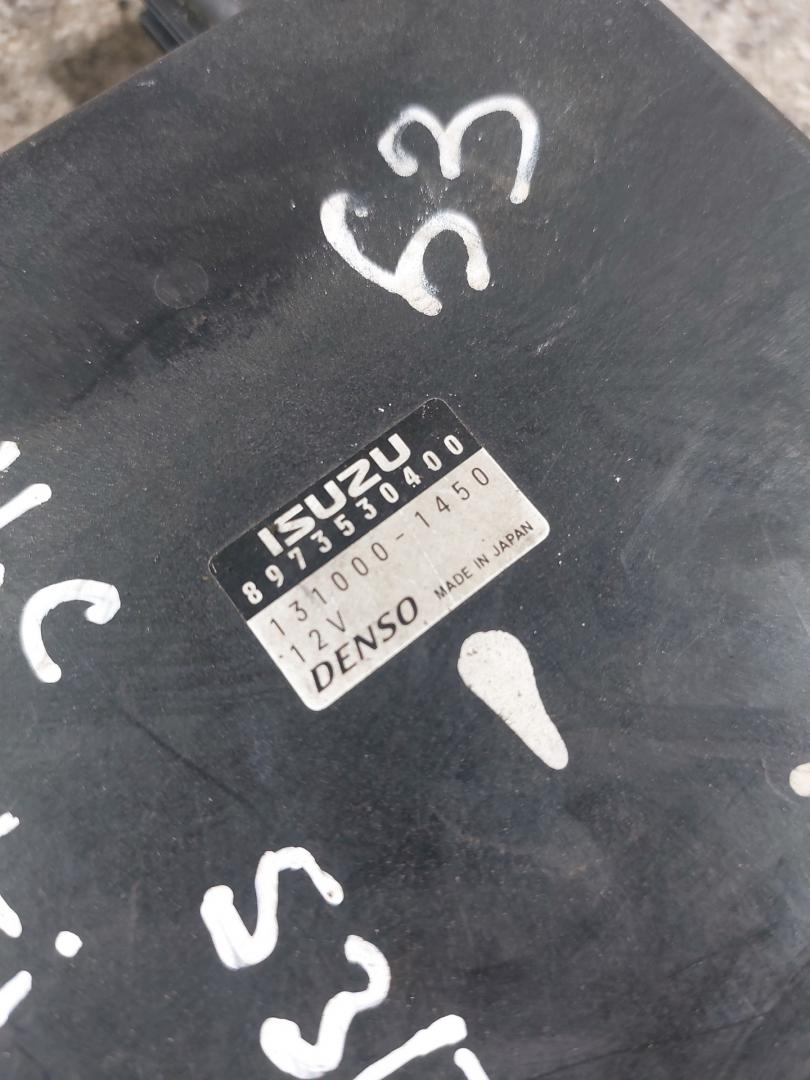 53
ISUZU
8973530400
131000-1450
12V
DENSO MADE IN JAPAN